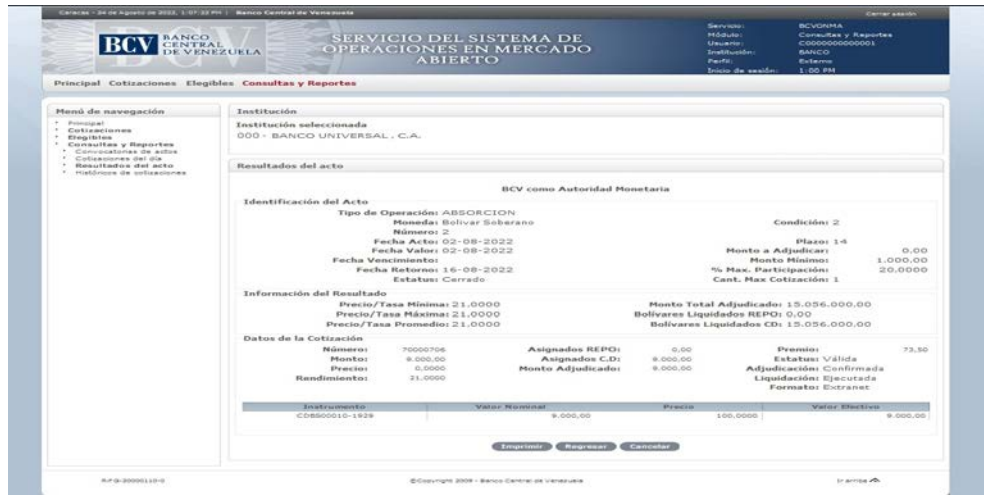 Caracas - 24 de Agosto de 2022, 1:07:22 PM | Banco Central de Venezuela
Cerrar sesión
BCV BANCO CENTRAL DE VENEZUELA
SERVICIO DEL SISTEMA DE OPERACIONES EN MERCADO ABIERTO
Servicio: BCVONMA
Módulo: Consultas y Reportes
Usuario: C0000000000001
Institución: BANCO
Perfil: Externo
Inicio de sesión: 1:00 PM
Principal Cotizaciones Elegibles Consultas y Reportes
Menú de navegación
Principal
Cotizaciones
Elegibles
Consultas y Reportes
Convocatorias de actos
Cotizaciones del día
Resultados del acto
Históricos de cotizaciones
Institución
Institución seleccionada
000 - BANCO UNIVERSAL , C.A.
Resultados del acto
BCV como Autoridad Monetaria
Identificación del Acto
Tipo de Operación: ABSORCION
Moneda: Bolivar Soberano Condición: 2
Número: 2
Fecha Acto: 02-08-2022 Plazo: 14
Fecha Valor: 02-08-2022 Monto a Adjudicar: 0,00
Fecha Vencimiento: Monto Mínimo: 1.000,00
Fecha Retorno: 16-08-2022 % Max. Participación: 20,0000
Estatus: Cerrado Cant. Max Cotización: 1
Información del Resultado
Precio/Tasa Mínima: 21,0000 Monto Total Adjudicado: 15.056.000,00
Precio/Tasa Máxima: 21,0000 Bolívares Liquidados REPO: 0,00
Precio/Tasa Promedio: 21,0000 Bolívares Liquidados CD: 15.056.000,00
Datos de la Cotización
Número: 70000706 Asignados REPO: 0,00 Premio: 73,50
Monto: 9.000,00 Asignados C.D: 9.000,00 Estatus: Válida
Precio: 0,0000 Monto Adjudicado: 9.000,00 Adjudicación: Confirmada
Rendimiento: 21,0000 Liquidación: Ejecutada
Formato: Extranet
Instrumento Valor Nominal Precio Valor Efectivo
CDBS00010-1929 9.000,00 100,0000 9.000,00
Imprimir Regresar Cancelar
R-F G-20000110-0
©Copyright 2009 - Banco Central de Venezuela
Ir arriba